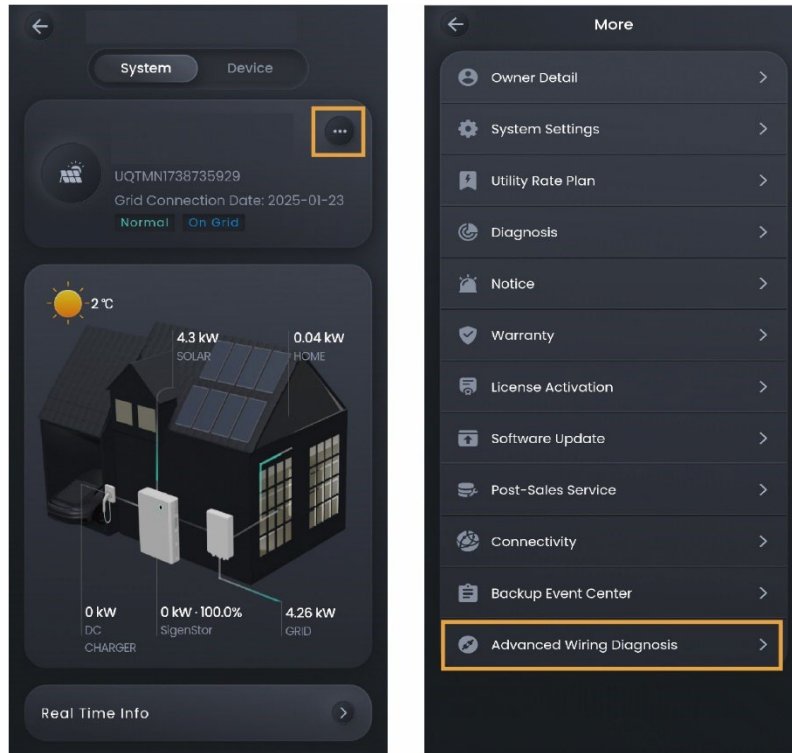 System Device
...
UQTMN1738735929
Grid Connection Date: 2025-01-23
Normal On Grid
-2 °C
4.3 kW 0.04 kW
SOLAR HOME
0 kW 0 kW · 100.0% 4.26 kW
DC SigenStor GRID
CHARGER
Real Time Info
More
Owner Detail
System Settings
Utility Rate Plan
Diagnosis
Notice
Warranty
License Activation
Software Update
Post-Sales Service
Connectivity
Backup Event Center
Advanced Wiring Diagnosis